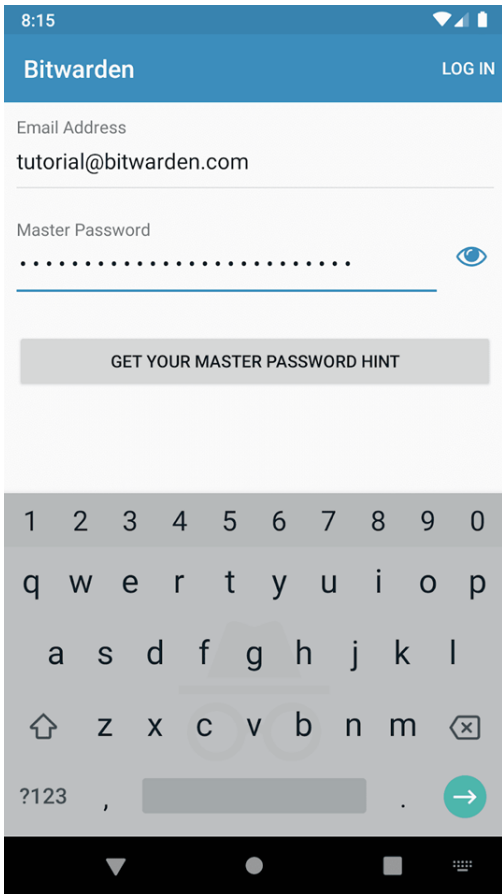 8:15
Bitwarden LOG IN
Email Address
tutorial@bitwarden.com
Master Password
••••••••••••••••••••••••••
GET YOUR MASTER PASSWORD HINT
1 2 3 4 5 6 7 8 9 0
q w e r t y u i o p
a s d f g h j k l
z x c v b n m
?123 , .